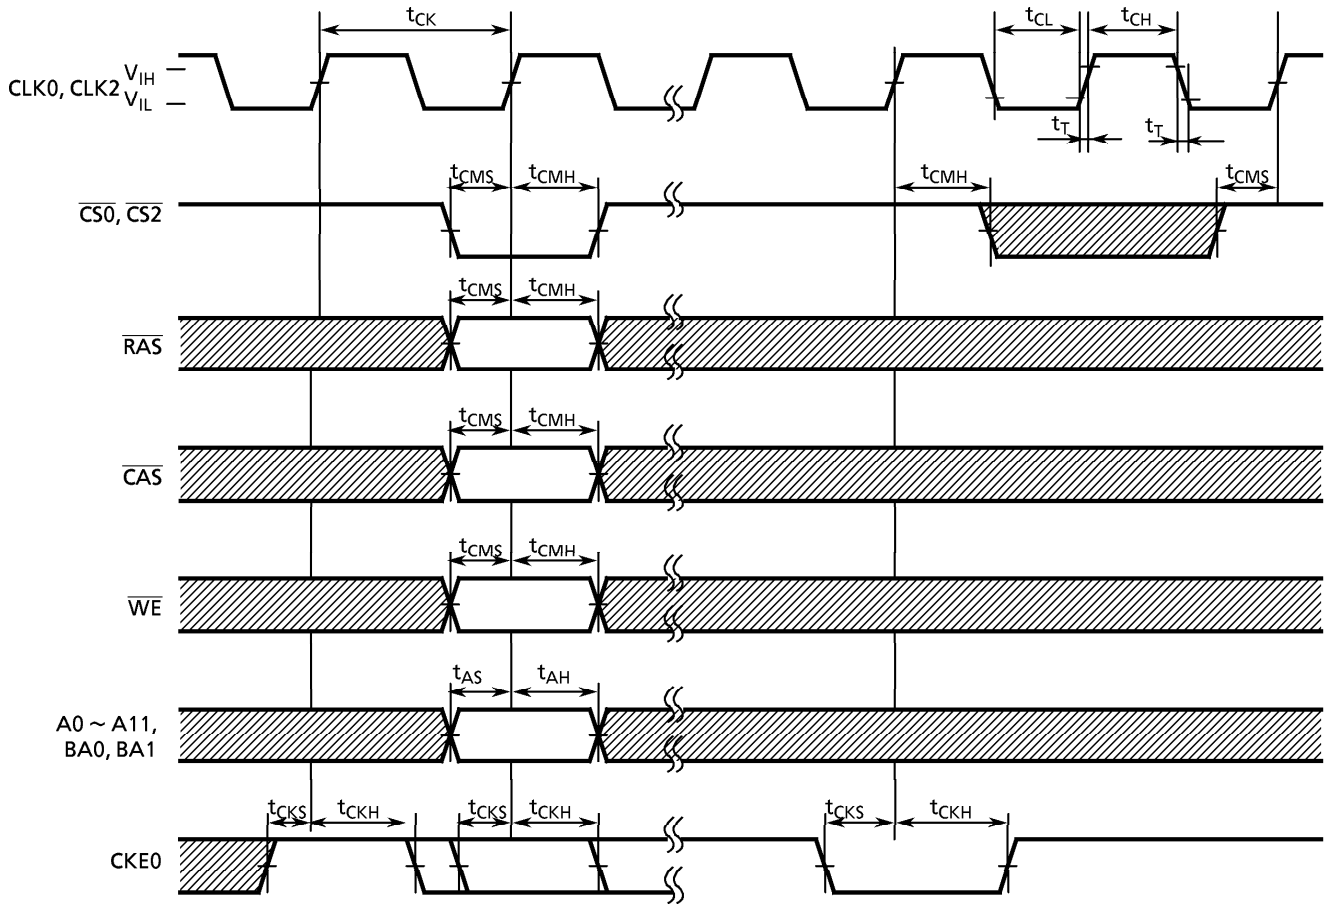 tCK tCL tCH
VIH
CLK0, CLK2
VIL
tT tT
tCMS tCMH tCMH tCMS
CS0, CS2
tCMS tCMH
RAS
tCMS tCMH
CAS
tCMS tCMH
WE
tAS tAH
A0 ~ A11,
BA0, BA1
tCKS tCKH tCKS tCKH tCKS tCKH
CKE0